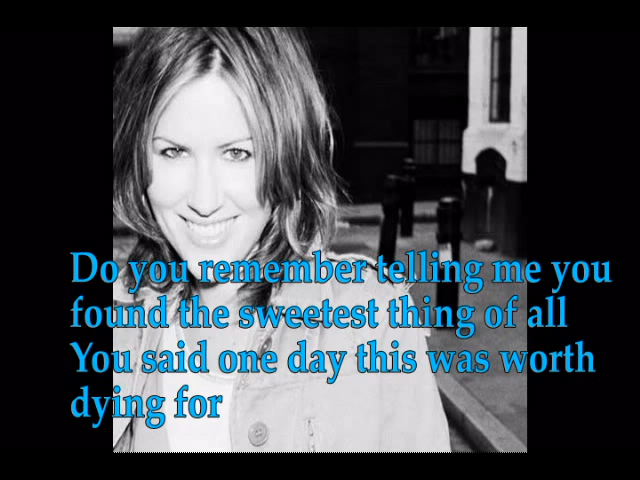 Do you remember telling me you
found the sweetest thing of all
You said one day this was worth
dying for